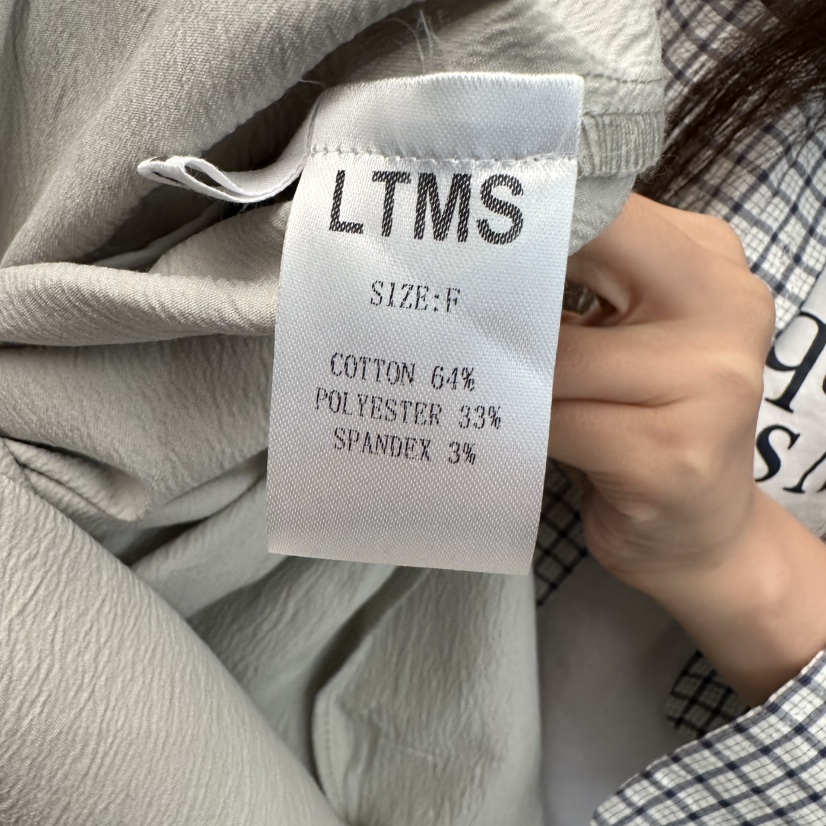 LTMS
SIZE:F
COTTON 64%
POLYESTER 33%
SPANDEX 3%